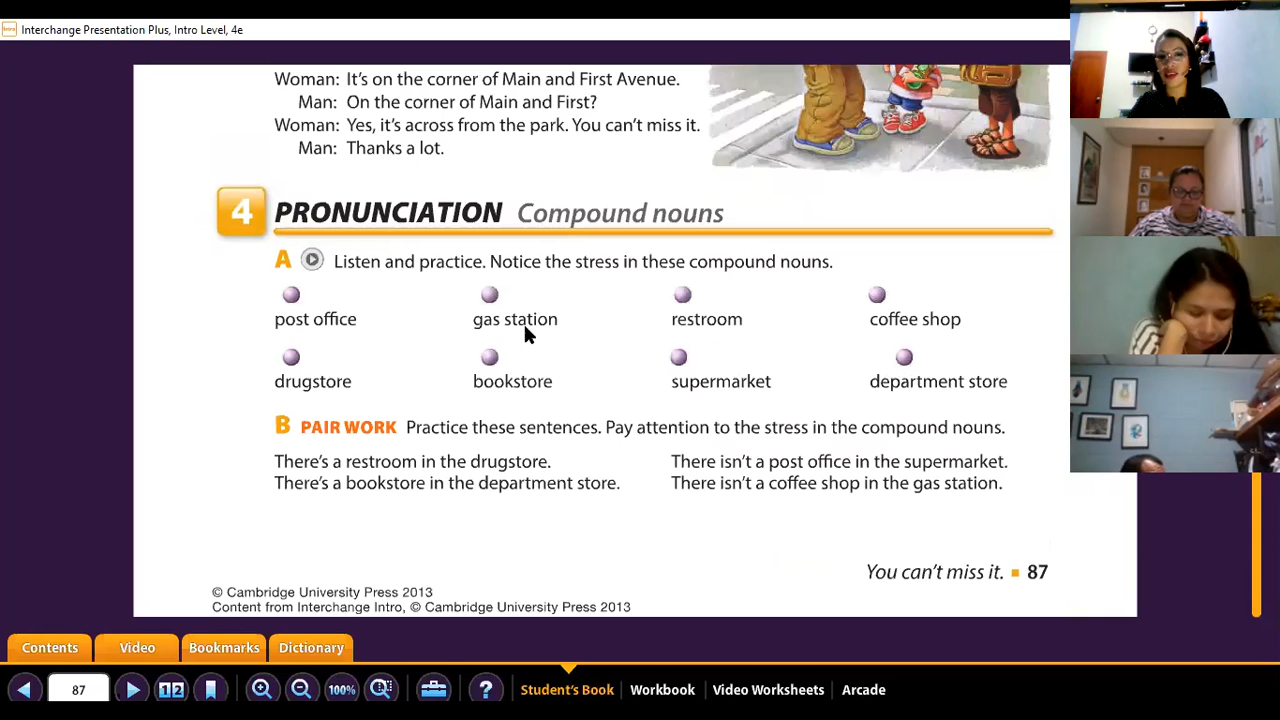 Interchange Presentation Plus, Intro Level, 4e
Woman: It's on the corner of Main and First Avenue.
Man: On the corner of Main and First?
Woman: Yes, it's across from the park. You can't miss it.
Man: Thanks a lot.
4 PRONUNCIATION Compound nouns
A Listen and practice. Notice the stress in these compound nouns.
post office gas station restroom coffee shop
drugstore bookstore supermarket department store
B PAIR WORK Practice these sentences. Pay attention to the stress in the compound nouns.
There's a restroom in the drugstore. There isn't a post office in the supermarket.
There's a bookstore in the department store. There isn't a coffee shop in the gas station.
You can't miss it. ▪ 87
© Cambridge University Press 2013
Content from Interchange Intro, © Cambridge University Press 2013
Contents Video Bookmarks Dictionary
87 12 100% ? Student's Book Workbook Video Worksheets Arcade